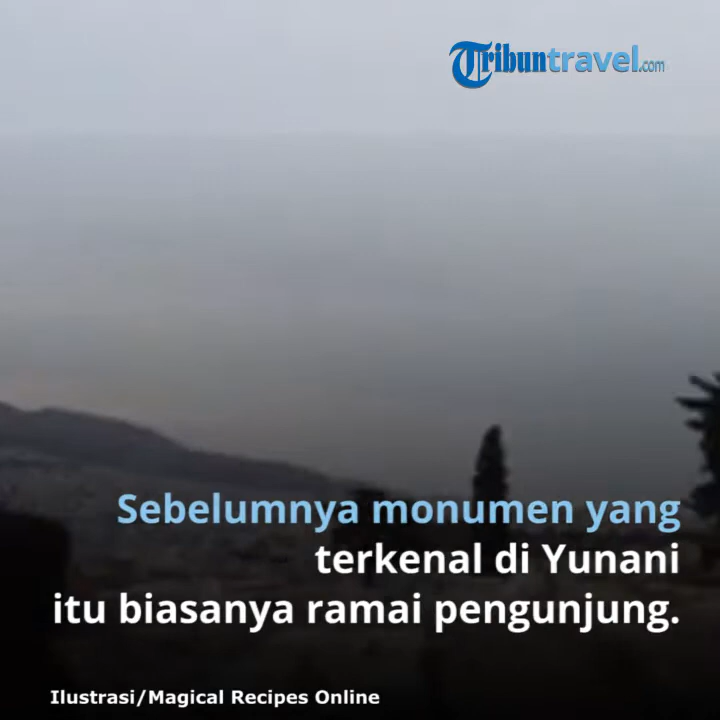 Tribuntravel.com
Sebelumnya monumen yang
terkenal di Yunani
itu biasanya ramai pengunjung.
Ilustrasi/Magical Recipes Online